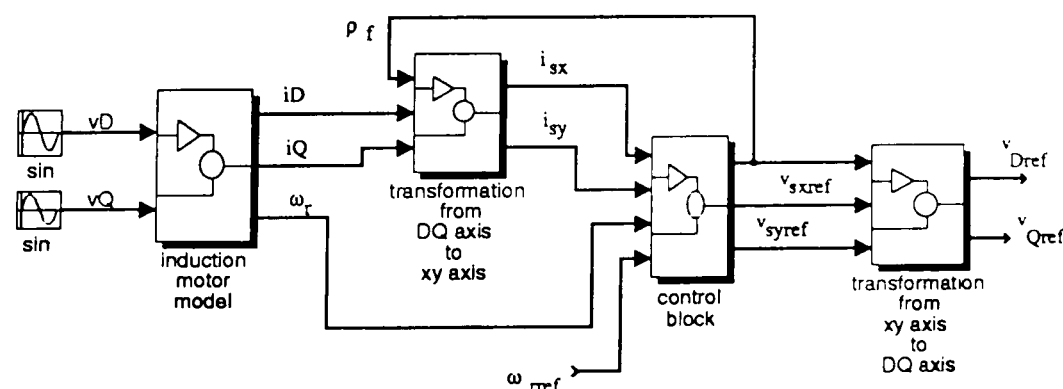 ρ f
i sx
iD
vD
i sy
iQ
v Dref
sin
v sxref
vQ
ω r
transformation
from
DQ axis
to
xy axis
v syref
v Qref
sin
induction
motor
model
control
block
transformation
from
xy axis
to
DQ axis
ω rref